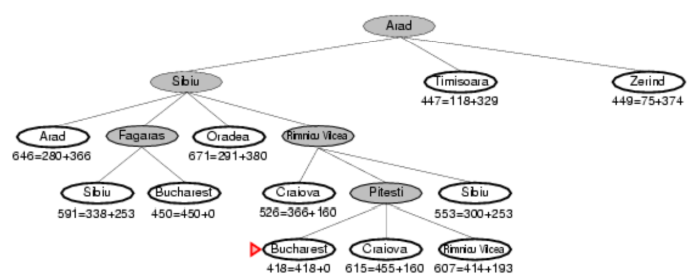 Arad
Sibiu Timisoara Zerind
447=118+329 449=75+374
Arad Fagaras Oradea Rimnicu Vilcea
646=280+366 671=291+380
Sibiu Bucharest Craiova Pitesti Sibiu
591=338+253 450=450+0 526=366+160 553=300+253
Bucharest Craiova Rimnicu Vilcea
418=418+0 615=455+160 607=414+193